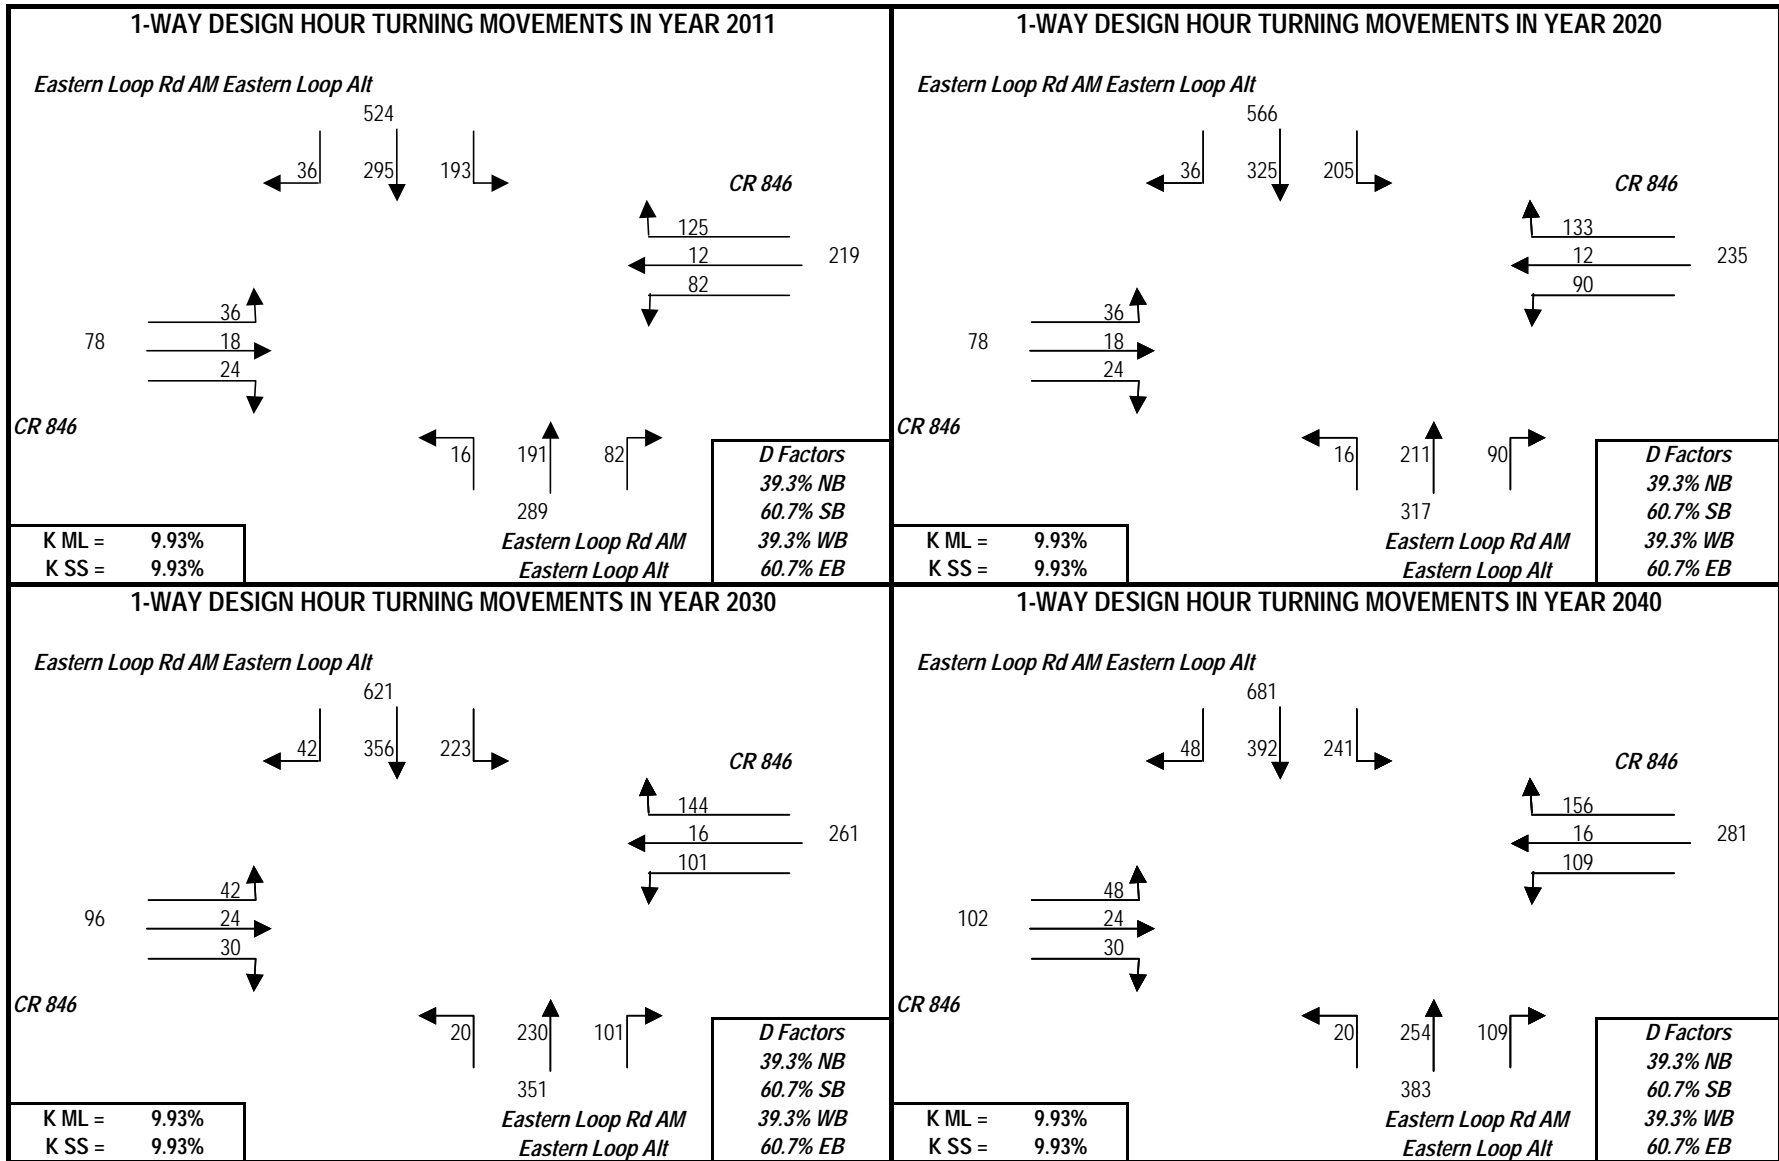 1-WAY DESIGN HOUR TURNING MOVEMENTS IN YEAR 2011
Eastern Loop Rd AM Eastern Loop Alt
524
36 295 193
CR 846
125
12 219
82
36
78 18
24
CR 846
16 191 82
289
Eastern Loop Rd AM
Eastern Loop Alt
D Factors
39.3% NB
60.7% SB
39.3% WB
60.7% EB
K ML = 9.93%
K SS = 9.93%
1-WAY DESIGN HOUR TURNING MOVEMENTS IN YEAR 2020
Eastern Loop Rd AM Eastern Loop Alt
566
36 325 205
CR 846
133
12 235
90
36
78 18
24
CR 846
16 211 90
317
Eastern Loop Rd AM
Eastern Loop Alt
D Factors
39.3% NB
60.7% SB
39.3% WB
60.7% EB
K ML = 9.93%
K SS = 9.93%
1-WAY DESIGN HOUR TURNING MOVEMENTS IN YEAR 2030
Eastern Loop Rd AM Eastern Loop Alt
621
42 356 223
CR 846
144
16 261
101
42
96 24
30
CR 846
20 230 101
351
Eastern Loop Rd AM
Eastern Loop Alt
D Factors
39.3% NB
60.7% SB
39.3% WB
60.7% EB
K ML = 9.93%
K SS = 9.93%
1-WAY DESIGN HOUR TURNING MOVEMENTS IN YEAR 2040
Eastern Loop Rd AM Eastern Loop Alt
681
48 392 241
CR 846
156
16 281
109
48
102 24
30
CR 846
20 254 109
383
Eastern Loop Rd AM
Eastern Loop Alt
D Factors
39.3% NB
60.7% SB
39.3% WB
60.7% EB
K ML = 9.93%
K SS = 9.93%